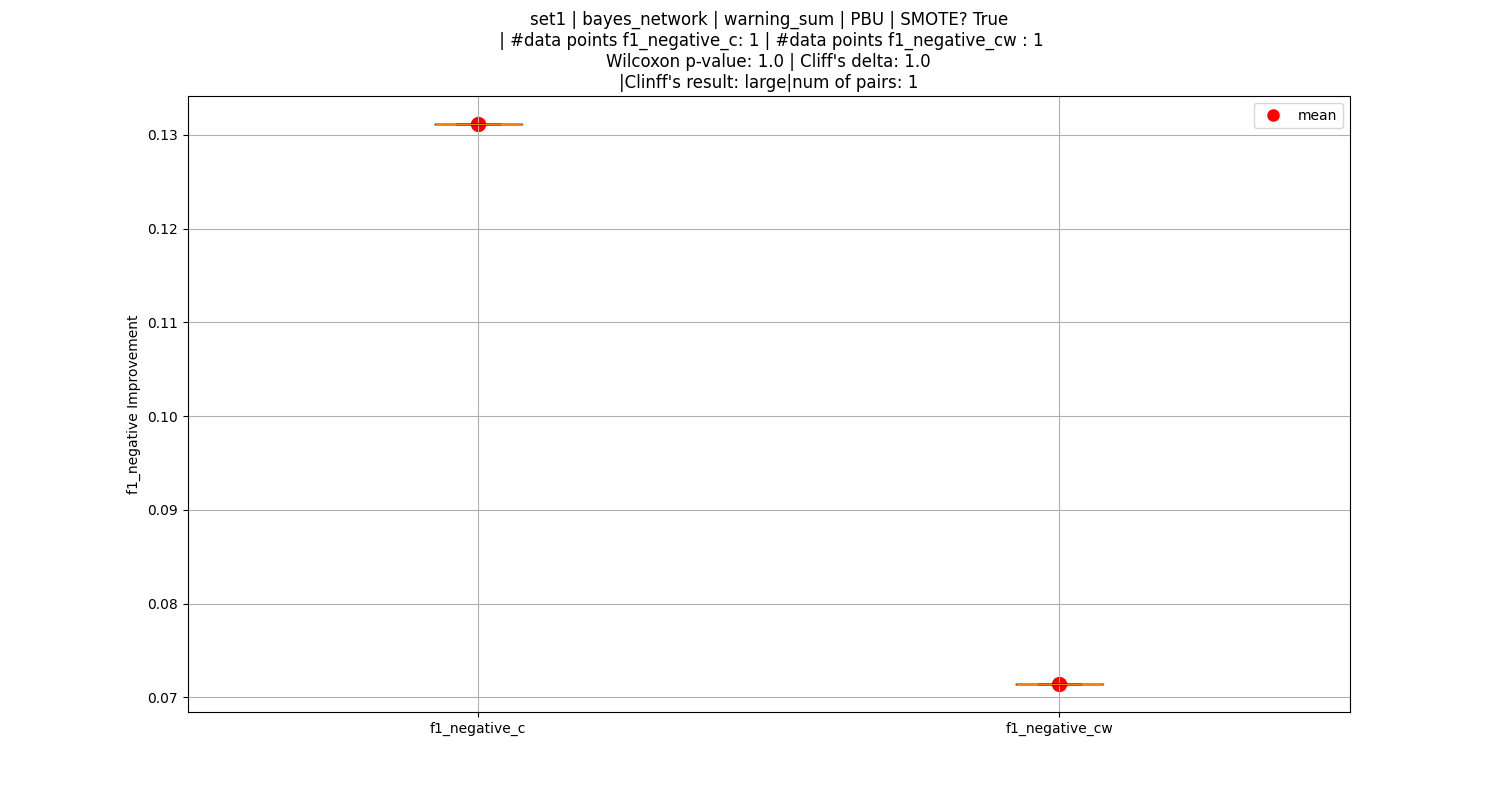 set1 | bayes_network | warning_sum | PBU | SMOTE? True
| #data points f1_negative_c: 1 | #data points f1_negative_cw : 1
Wilcoxon p-value: 1.0 | Cliff's delta: 1.0
|Clinff's result: large|num of pairs: 1
mean
0.13
0.12
0.11
0.10
0.09
0.08
0.07
f1_negative Improvement
f1_negative_c
f1_negative_cw